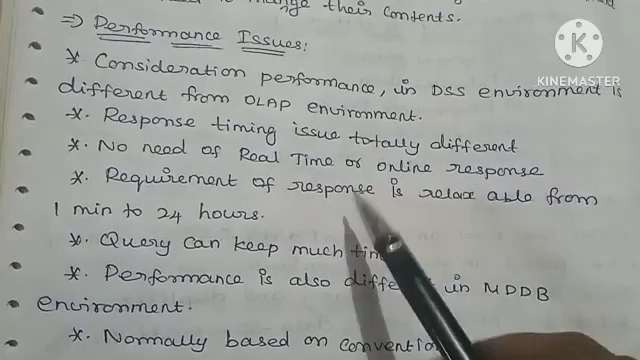 change their contents.
⇒ Performance Issues:
*. Consideration performance, in DSS environment is
different from OLAP environment.
*. Response timing issue totally different
*. No need of Real Time or online response
*. Requirement of response is relax able from
1 min to 24 hours.
*. Query can keep much
*. Performance is also in MDDB
environment.
*. Normally based on
KINEMASTER